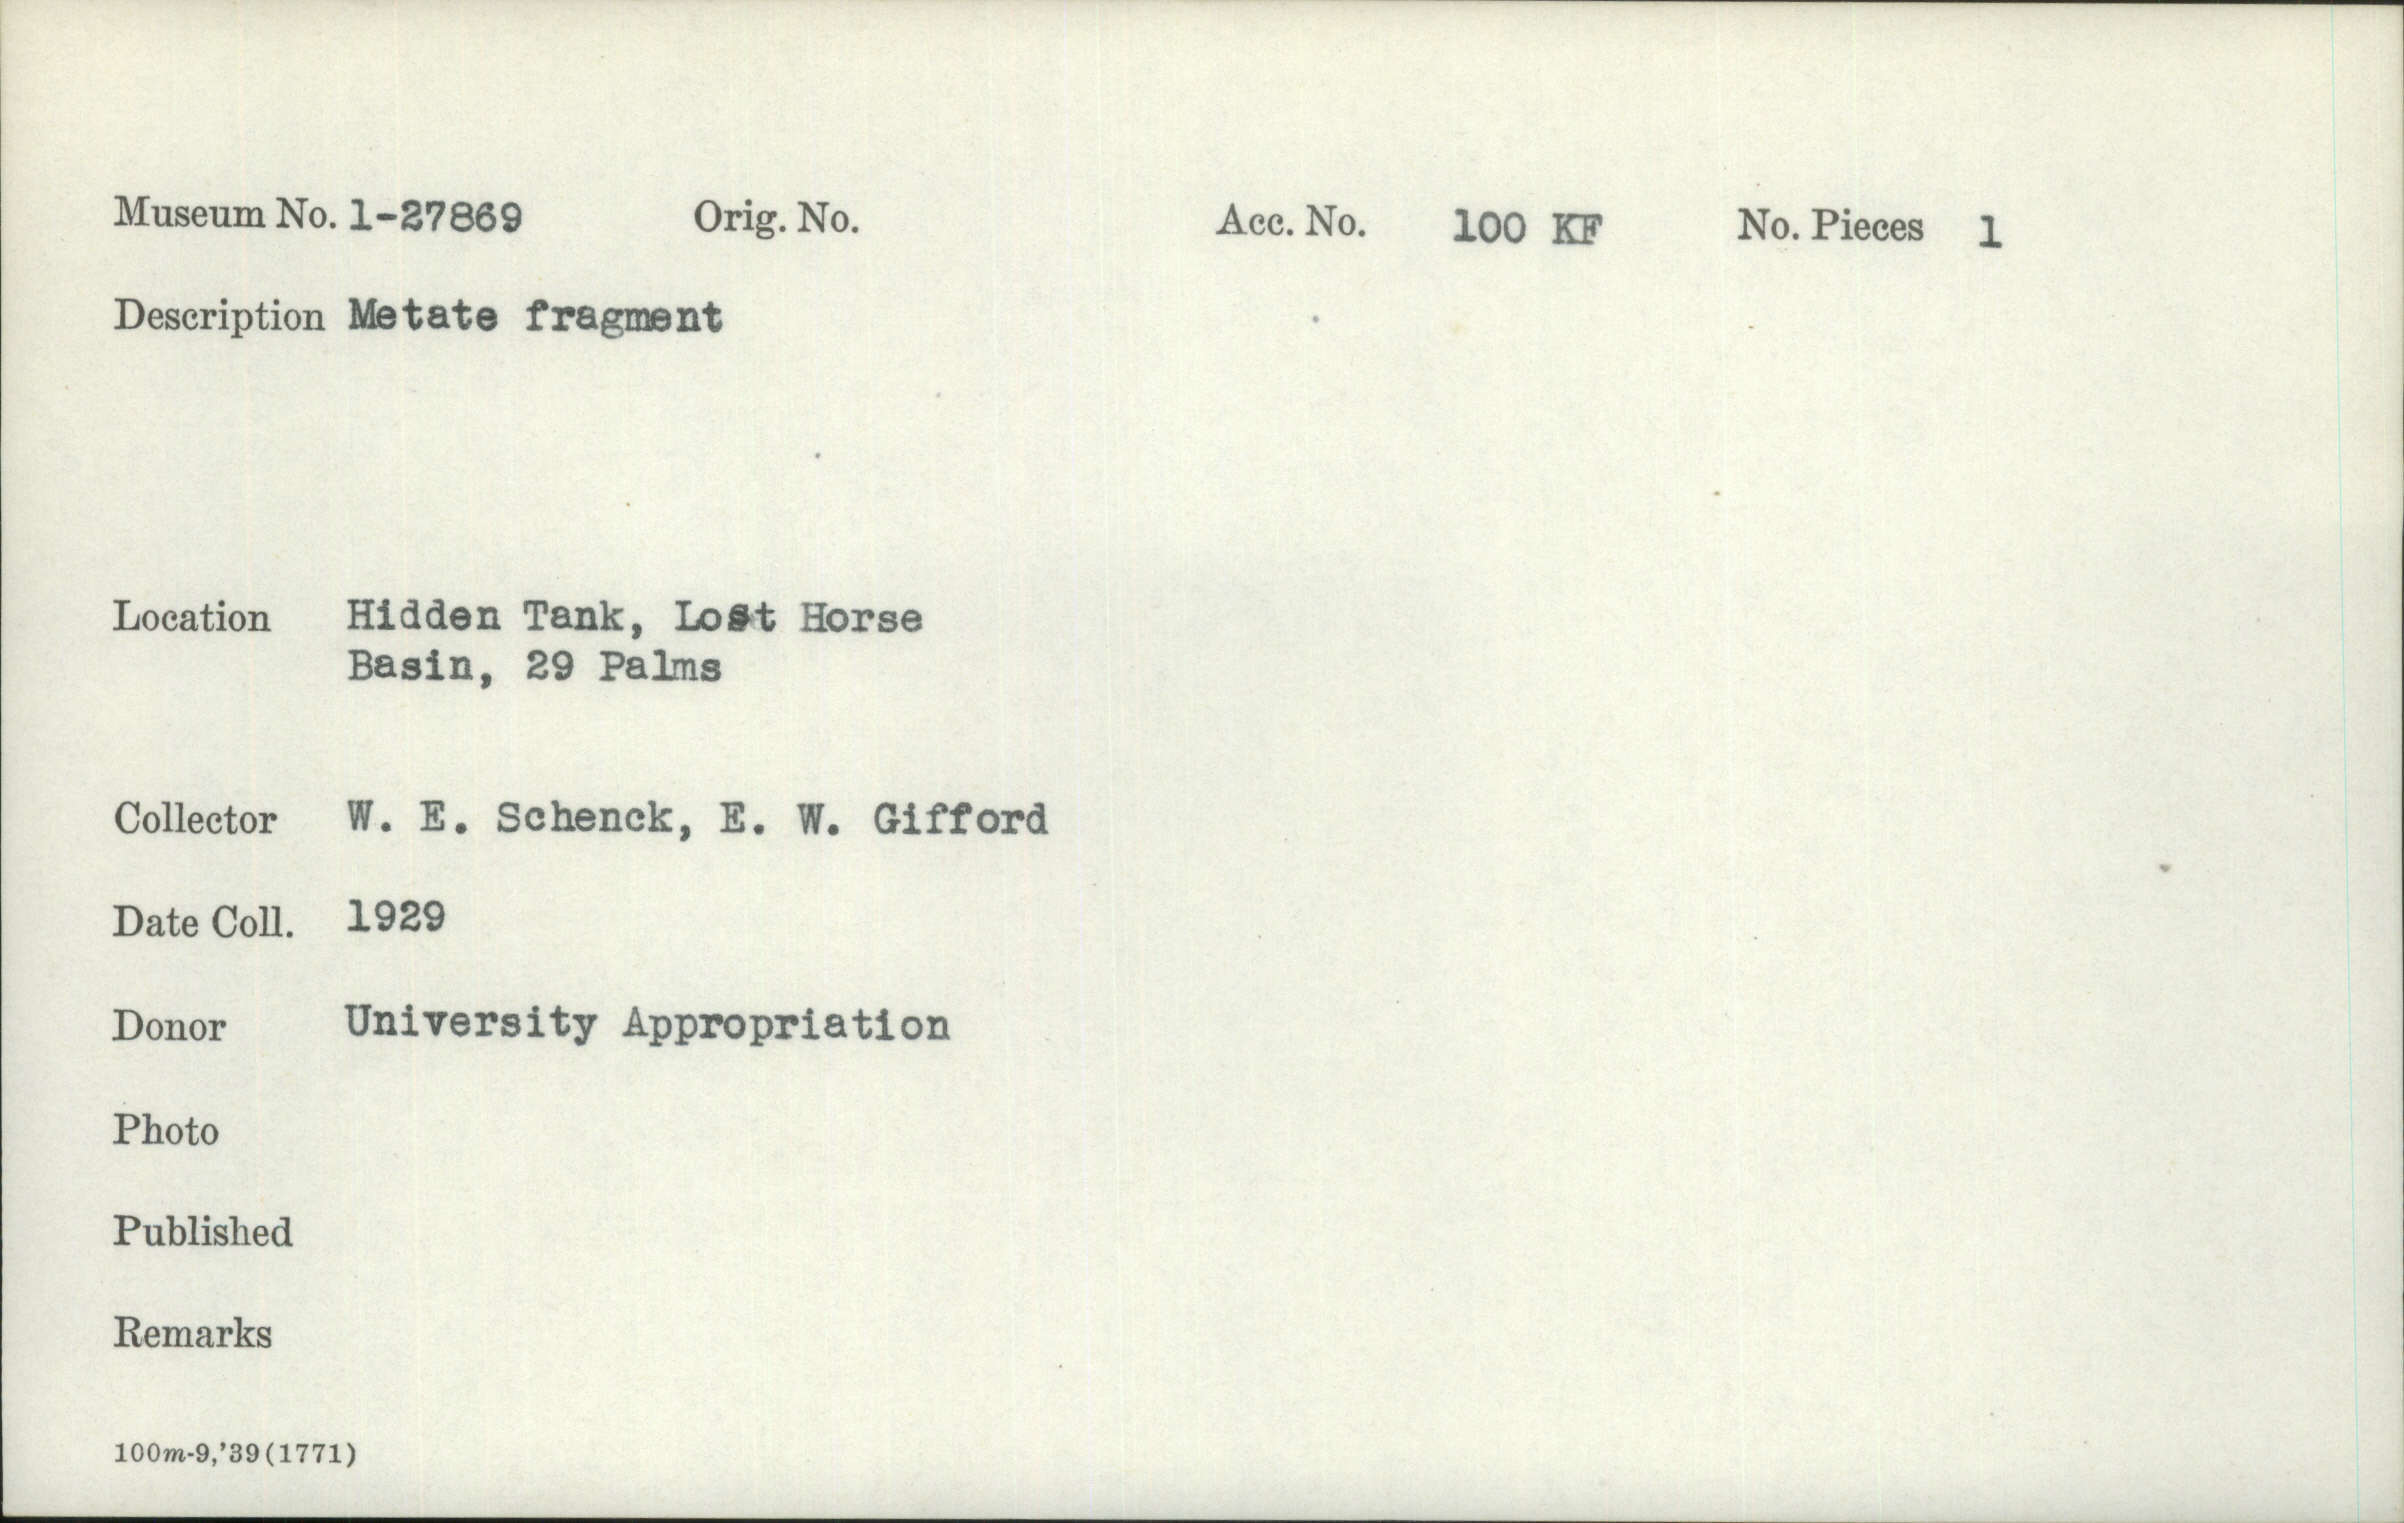 Museum No. 1-27869 Orig. No. Acc. No. 100 KF No. Pieces 1
Description Metate fragment
Location Hidden Tank, Lost Horse
Basin, 29 Palms
Collector W. E. Schenck, E. W. Gifford
Date Coll. 1929
Donor University Appropriation
Photo
Published
Remarks
100m-9,'39(1771)